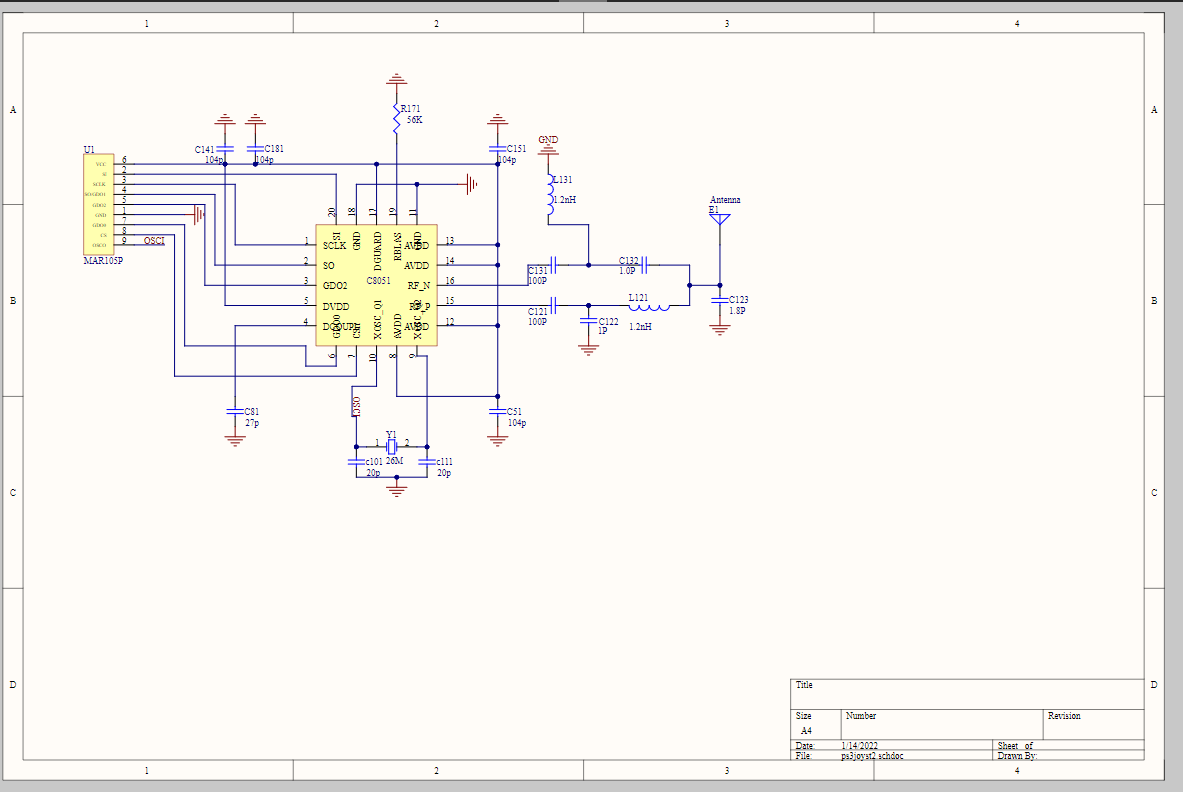 1 2 3 4
A A
R171
56K
C141
104p
C181
104p
C151
104p
GND
L131
1.2nH
Antenna
E1
U1
VCC 6
SI 2
SCLK 3
SO/GDO1 4
GDO2 5
GND 1
GDO0 7
CS 8
OSCO 9
OSCI
MAR105P
20 18 17 19 11
SI GND DGUARD RBIAS GND
1 SCLK
2 SO
3 GDO2
5 DVDD
4 DCOUPL
C8051
AVDD 13
AVDD 14
RF_N 16
RF_P 15
AVDD 12
GDO0 CSn XOSC_Q1 AVDD XOSC_Q2
6 7 10 8 9
B B
C131
100P
C132
1.0P
C121
100P
C122
1P
L121
1.2nH
C123
1.8P
C81
27p
OSCI
C51
104p
Y1
1 2
26M
c101
20p
c111
20p
C C
D D
Title
Size
A4
Number
Revision
Date: 1/14/2022
Sheet of
File: ps3joyst2.schdoc
Drawn By:
1 2 3 4